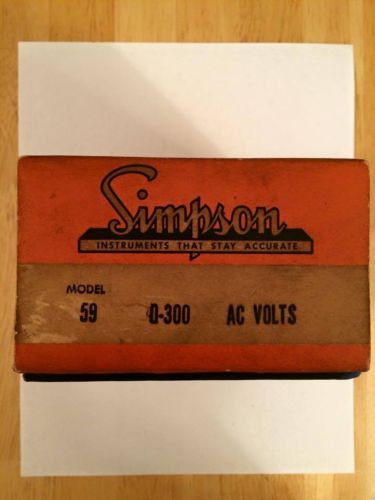 Simpson
INSTRUMENTS THAT STAY ACCURATE
MODEL
59 0-300 AC VOLTS